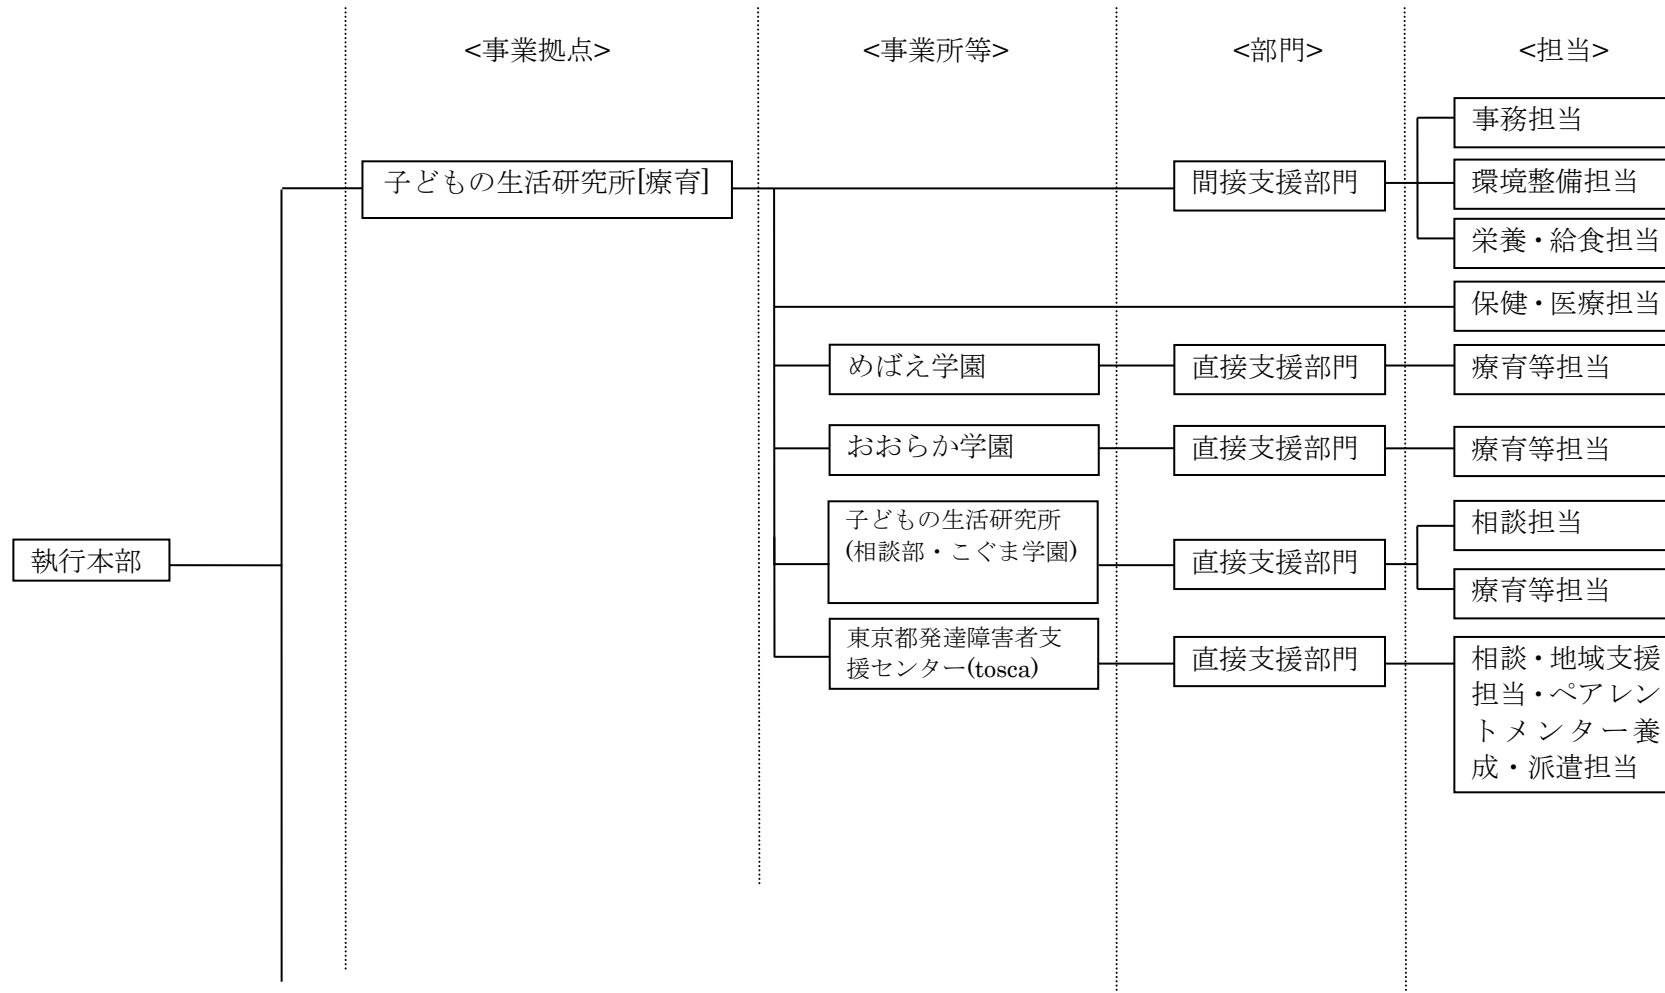 <事業拠点>
<事業所等>
<部門>
<担当>
事務担当
子どもの生活研究所[療育]
間接支援部門
環境整備担当
栄養・給食担当
保健・医療担当
めばえ学園
直接支援部門
療育等担当
おおらか学園
直接支援部門
療育等担当
執行本部
子どもの生活研究所
(相談部・こぐま学園)
直接支援部門
相談担当
療育等担当
東京都発達障害者支
援センター(tosca)
直接支援部門
相談・地域支援
担当・ペアレン
トメンター養
成・派遣担当